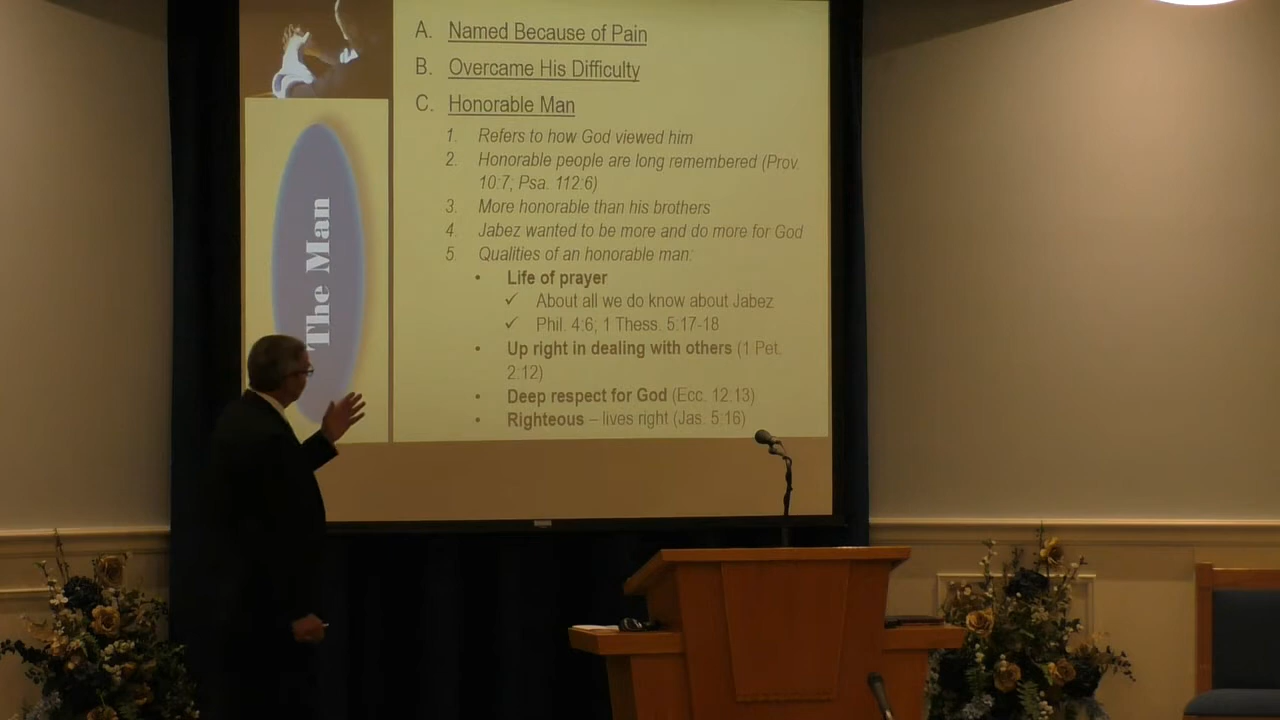 The Man
A. Named Because of Pain
B. Overcame His Difficulty
C. Honorable Man
1. Refers to how God viewed him
2. Honorable people are long remembered (Prov.
10:7; Psa. 112:6)
3. More honorable than his brothers
4. Jabez wanted to be more and do more for God
5. Qualities of an honorable man:
• Life of prayer
✓ About all we do know about Jabez
✓ Phil. 4:6; 1 Thess. 5:17-18
• Up right in dealing with others (1 Pet.
2:12)
• Deep respect for God (Ecc. 12:13)
• Righteous – lives right (Jas. 5:16)